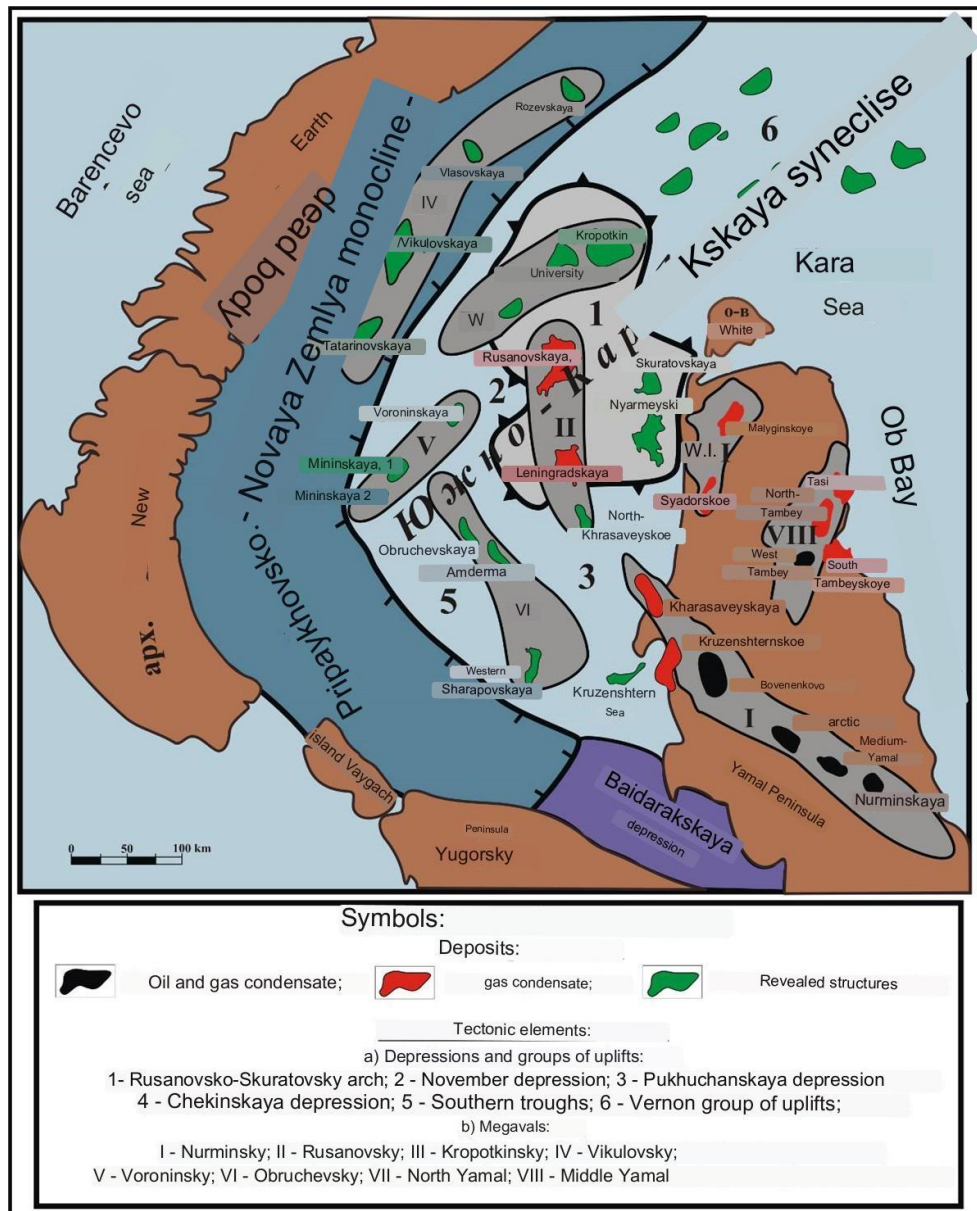 Barencevo
sea
Earth
dead body
Pripaykhovsko. - Novaya Zemlya monocline -
New
арх.
island Vaygach
Peninsula
Yugorsky
0 50 100 km
Rozevskaya
Vlasovskaya
IV
Vikulovskaya
Tatarinovskaya
6
Kskaya syneclise
Южно - Кар
Kara
Sea
Kropotkin
University
W
1
о-в
White
Rusanovskaya,
Skuratovskaya
2
Nyarmeyski
Voroninskaya
V
II
Mininskaya, 1
Mininskaya 2
Leningradskaya
Malyginskoye
W.I. I
Syadorskoe
Ob Bay
Tasi
North-
Tambey
VIII
West
Tambey
South
Tambeyskoye
North-
Khrasaveyskoe
Obruchevskaya
Amderma
3
5
VI
Kharasaveyskaya
Kruzenshternskoe
Western
Sharapovskaya
Kruzenshtern
Sea
Bovenenkovo
I
arctic
Medium-
Yamal
Nurminskaya
Yamal Peninsula
Baidarakskaya
depression
Symbols:
Deposits:
Oil and gas condensate; gas condensate; Revealed structures
Tectonic elements:
a) Depressions and groups of uplifts:
1- Rusanovsko-Skuratovsky arch; 2 - November depression; 3 - Pukhuchanskaya depression
4 - Chekinskaya depression; 5 - Southern troughs; 6 - Vernon group of uplifts;
b) Megavals:
I - Nurminsky; II - Rusanovsky; III - Kropotkinsky; IV - Vikulovsky;
V - Voroninsky; VI - Obruchevsky; VII - North Yamal; VIII - Middle Yamal